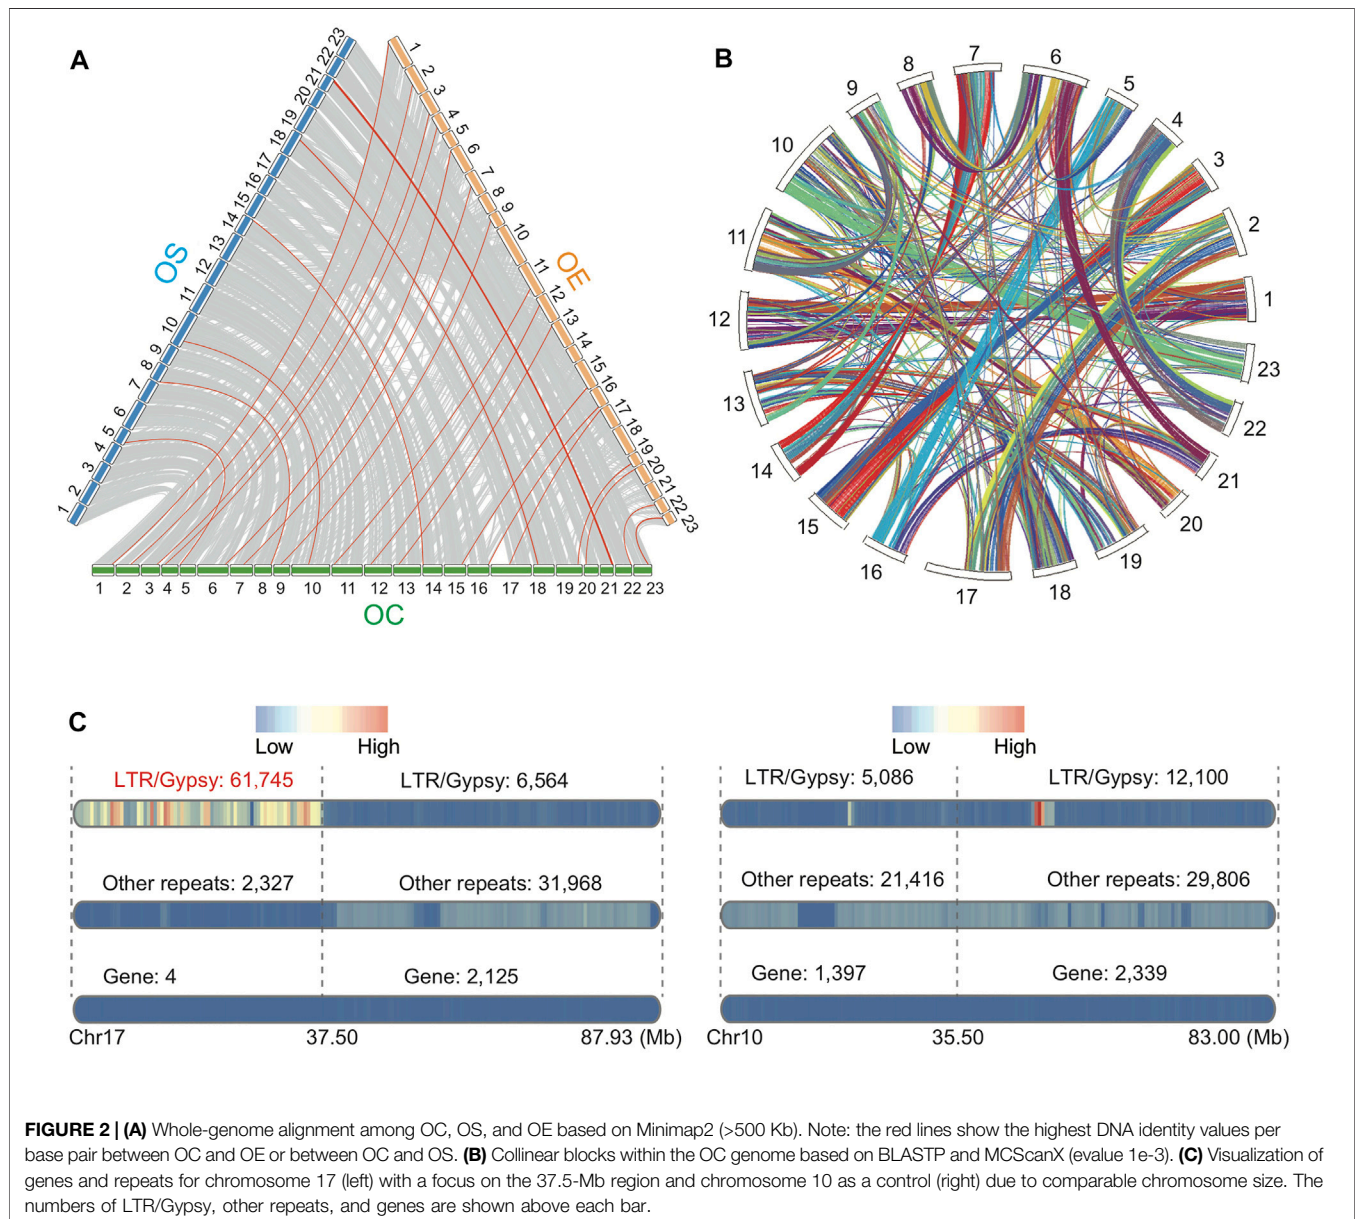 A
OS
1 2 3 4 5 6 7 8 9 10 11 12 13 14 15 16 17 18 19 20 21 22 23
OE
1 2 3 4 5 6 7 8 9 10 11 12 13 14 15 16 17 18 19 20 21 22 23
1 2 3 4 5 6 7 8 9 10 11 12 13 14 15 16 17 18 19 20 21 22 23
OC
B
1 2 3 4 5 6 7 8 9 10 11 12 13 14 15 16 17 18 19 20 21 22 23
C
Low High
LTR/Gypsy: 61,745 LTR/Gypsy: 6,564
Other repeats: 2,327 Other repeats: 31,968
Gene: 4 Gene: 2,125
Chr17 37.50 87.93 (Mb)
Low High
LTR/Gypsy: 5,086 LTR/Gypsy: 12,100
Other repeats: 21,416 Other repeats: 29,806
Gene: 1,397 Gene: 2,339
Chr10 35.50 83.00 (Mb)
FIGURE 2 | (A) Whole-genome alignment among OC, OS, and OE based on Minimap2 (>500 Kb). Note: the red lines show the highest DNA identity values per
base pair between OC and OE or between OC and OS. (B) Collinear blocks within the OC genome based on BLASTP and MCScanX (evalue 1e-3). (C) Visualization of
genes and repeats for chromosome 17 (left) with a focus on the 37.5-Mb region and chromosome 10 as a control (right) due to comparable chromosome size. The
numbers of LTR/Gypsy, other repeats, and genes are shown above each bar.